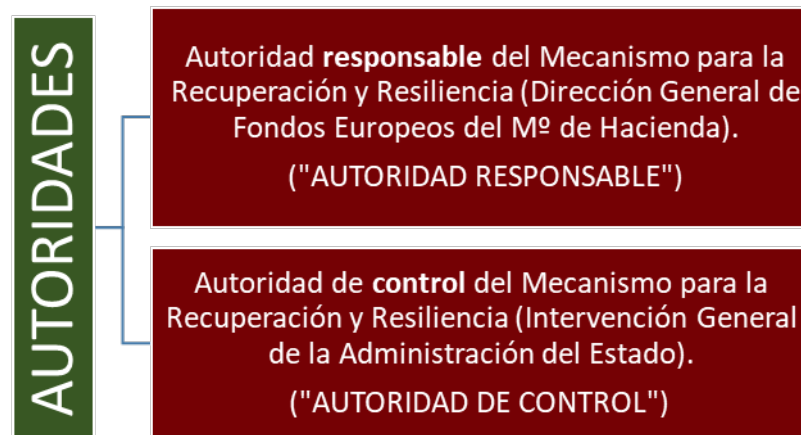 AUTORIDADES
Autoridad responsable del Mecanismo para la
Recuperación y Resiliencia (Dirección General de
Fondos Europeos del Mº de Hacienda).
("AUTORIDAD RESPONSABLE")
Autoridad de control del Mecanismo para la
Recuperación y Resiliencia (Intervención General
de la Administración del Estado).
("AUTORIDAD DE CONTROL")